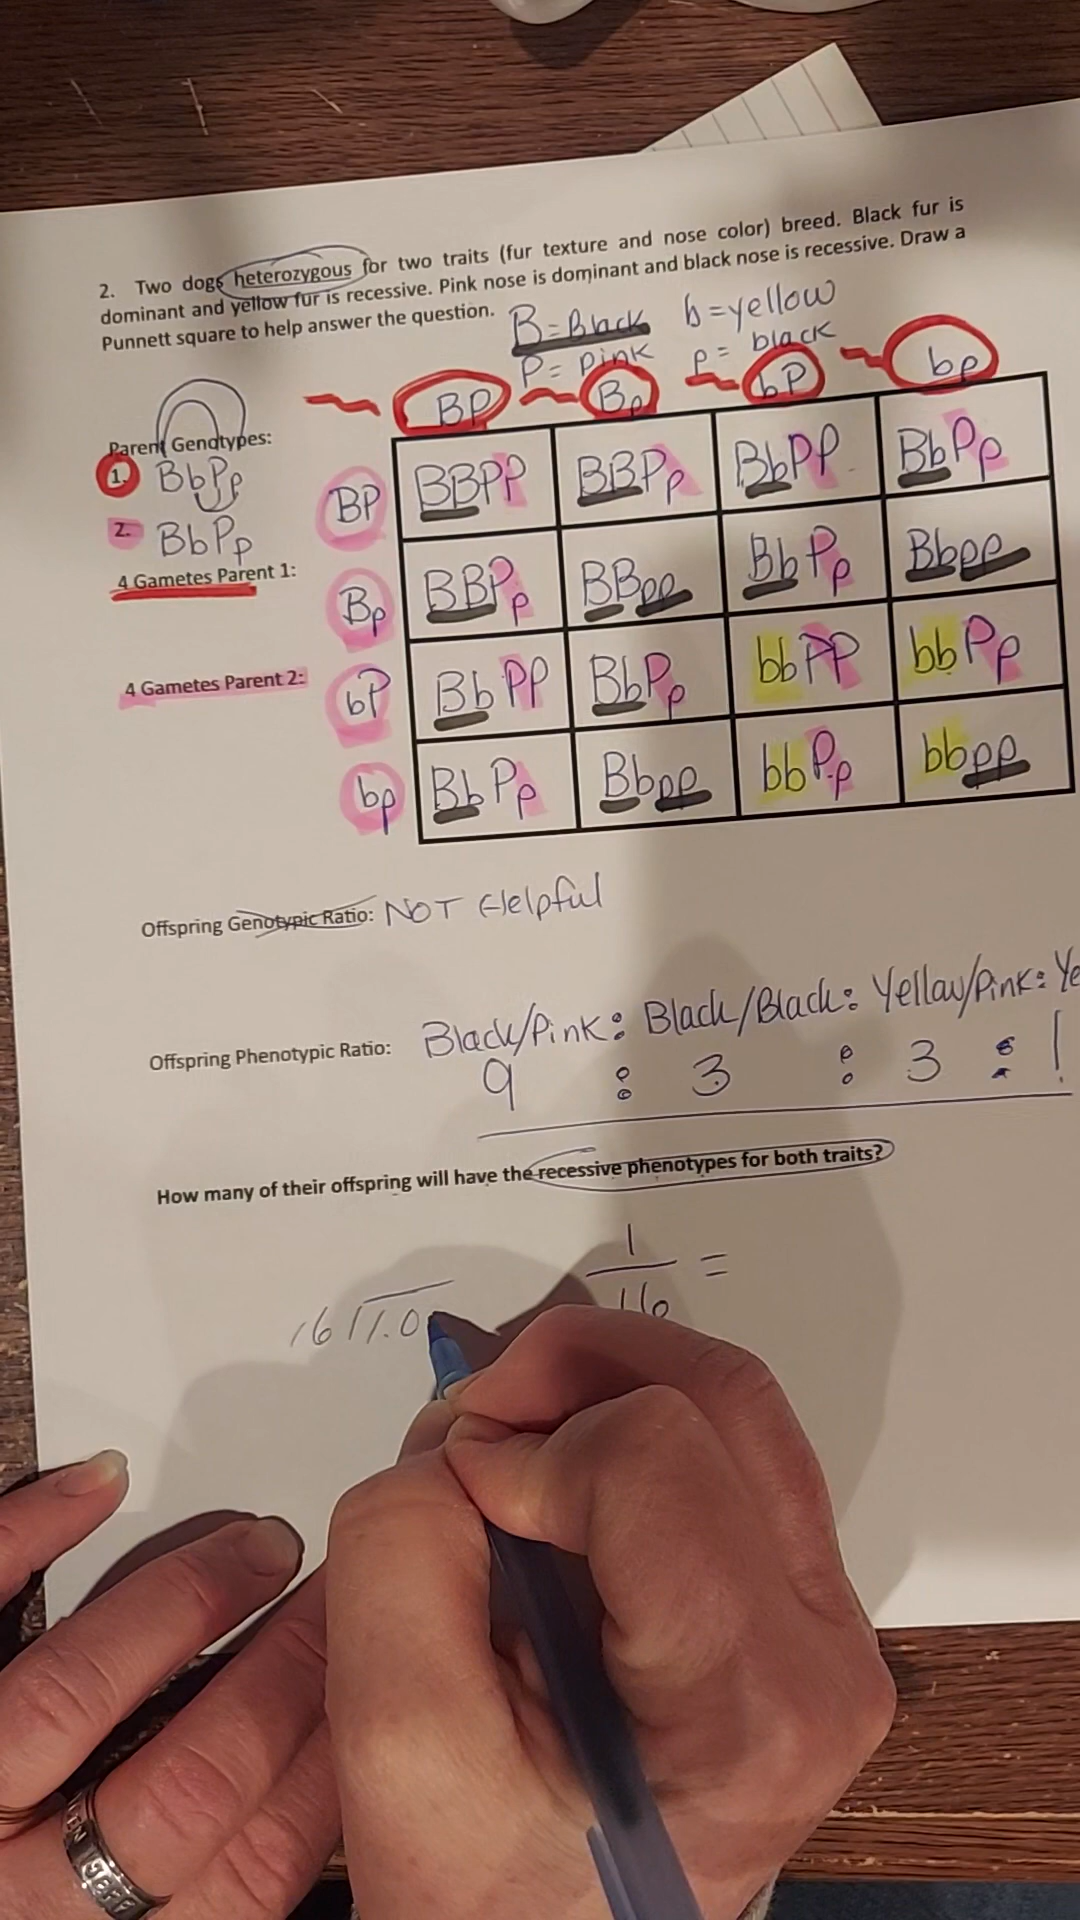 2. Two dogs heterozygous for two traits (fur texture and nose color) breed. Black fur is
dominant and yellow fur is recessive. Pink nose is dominant and black nose is recessive. Draw a
Punnett square to help answer the question.
B=Black b=yellow
P= Pink p= black
BP Bp bP bp
Parent Genotypes:
1. BbPp
2. BbPp
4 Gametes Parent 1:
4 Gametes Parent 2:
BP BBPP BBPp BbPP BbPp
Bp BBPp BBpp BbPp Bbpp
bP BbPP BbPp bbPP bbPp
bp BbPp Bbpp bbPp bbpp
Offspring Genotypic Ratio: NOT Helpful
Offspring Phenotypic Ratio: Black/Pink: Black/Black: Yellow/Pink: Ye
9 : 3 : 3 : 1
How many of their offspring will have the recessive phenotypes for both traits?
1
16 =
16 1.0